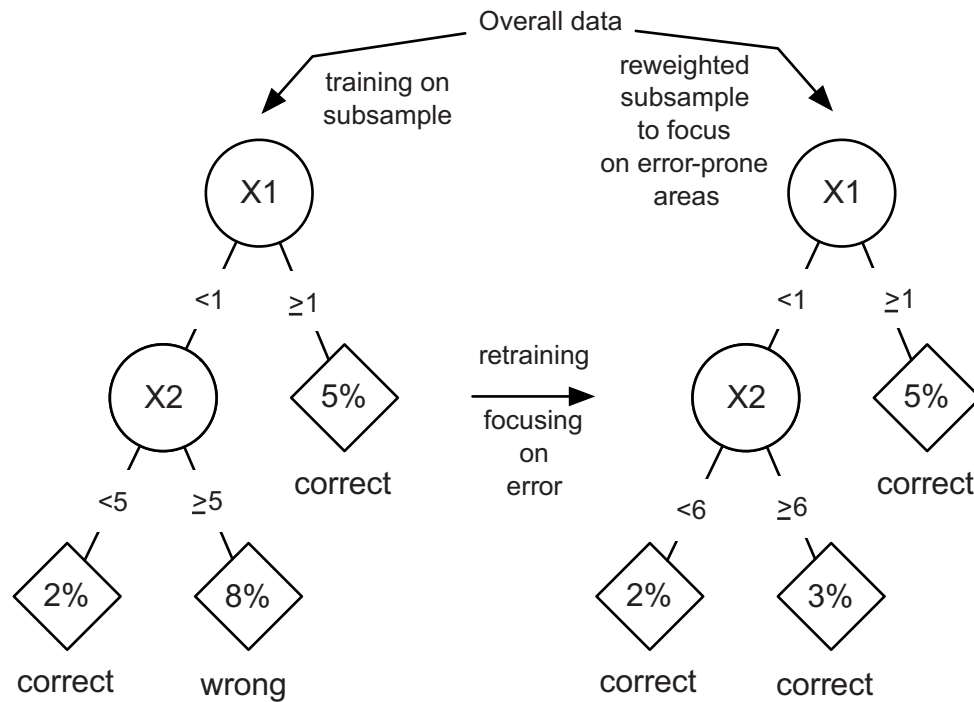 Overall data
training on
subsample
reweighted
subsample
to focus
on error-prone
areas
X1
<1
≥1
X2
5%
correct
<5
≥5
2%
8%
correct
wrong
retraining
focusing
on
error
X1
<1
≥1
X2
5%
correct
<6
≥6
2%
3%
correct
correct